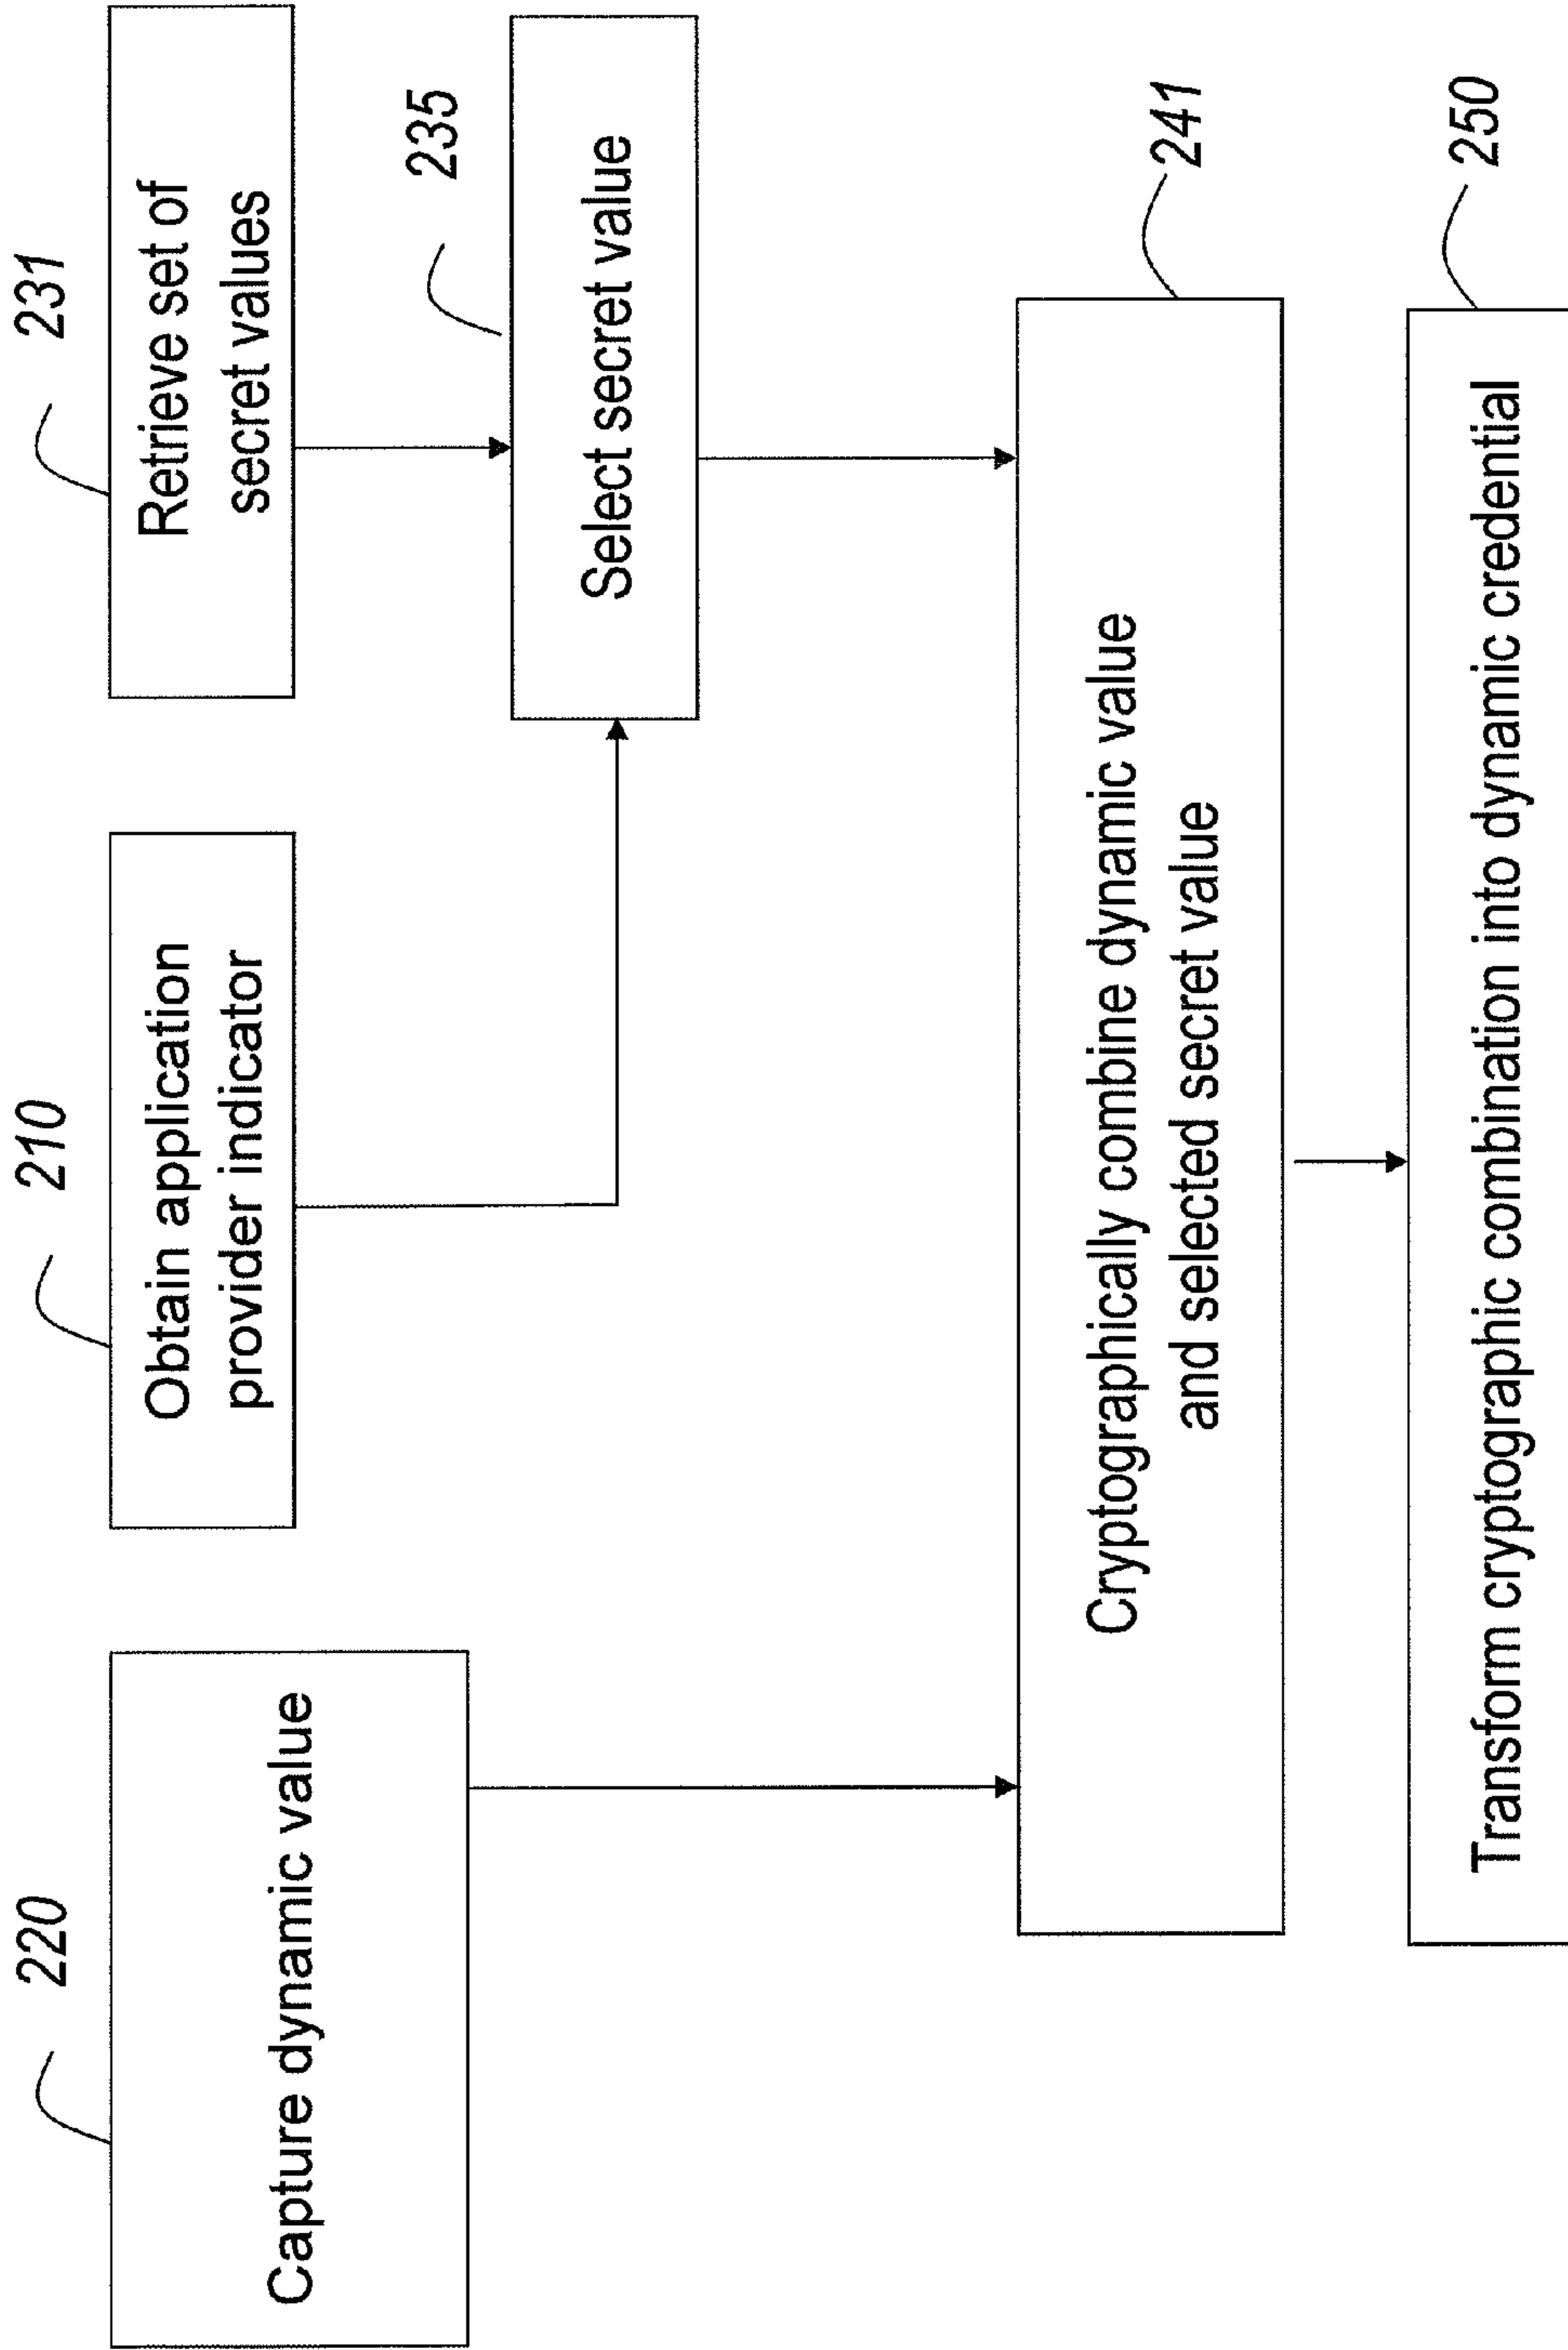 220
Capture dynamic value
210
Obtain application
provider indicator
231
Retrieve set of
secret values
235
Select secret value
241
Cryptographically combine dynamic value
and selected secret value
250
Transform cryptographic combination into dynamic credential